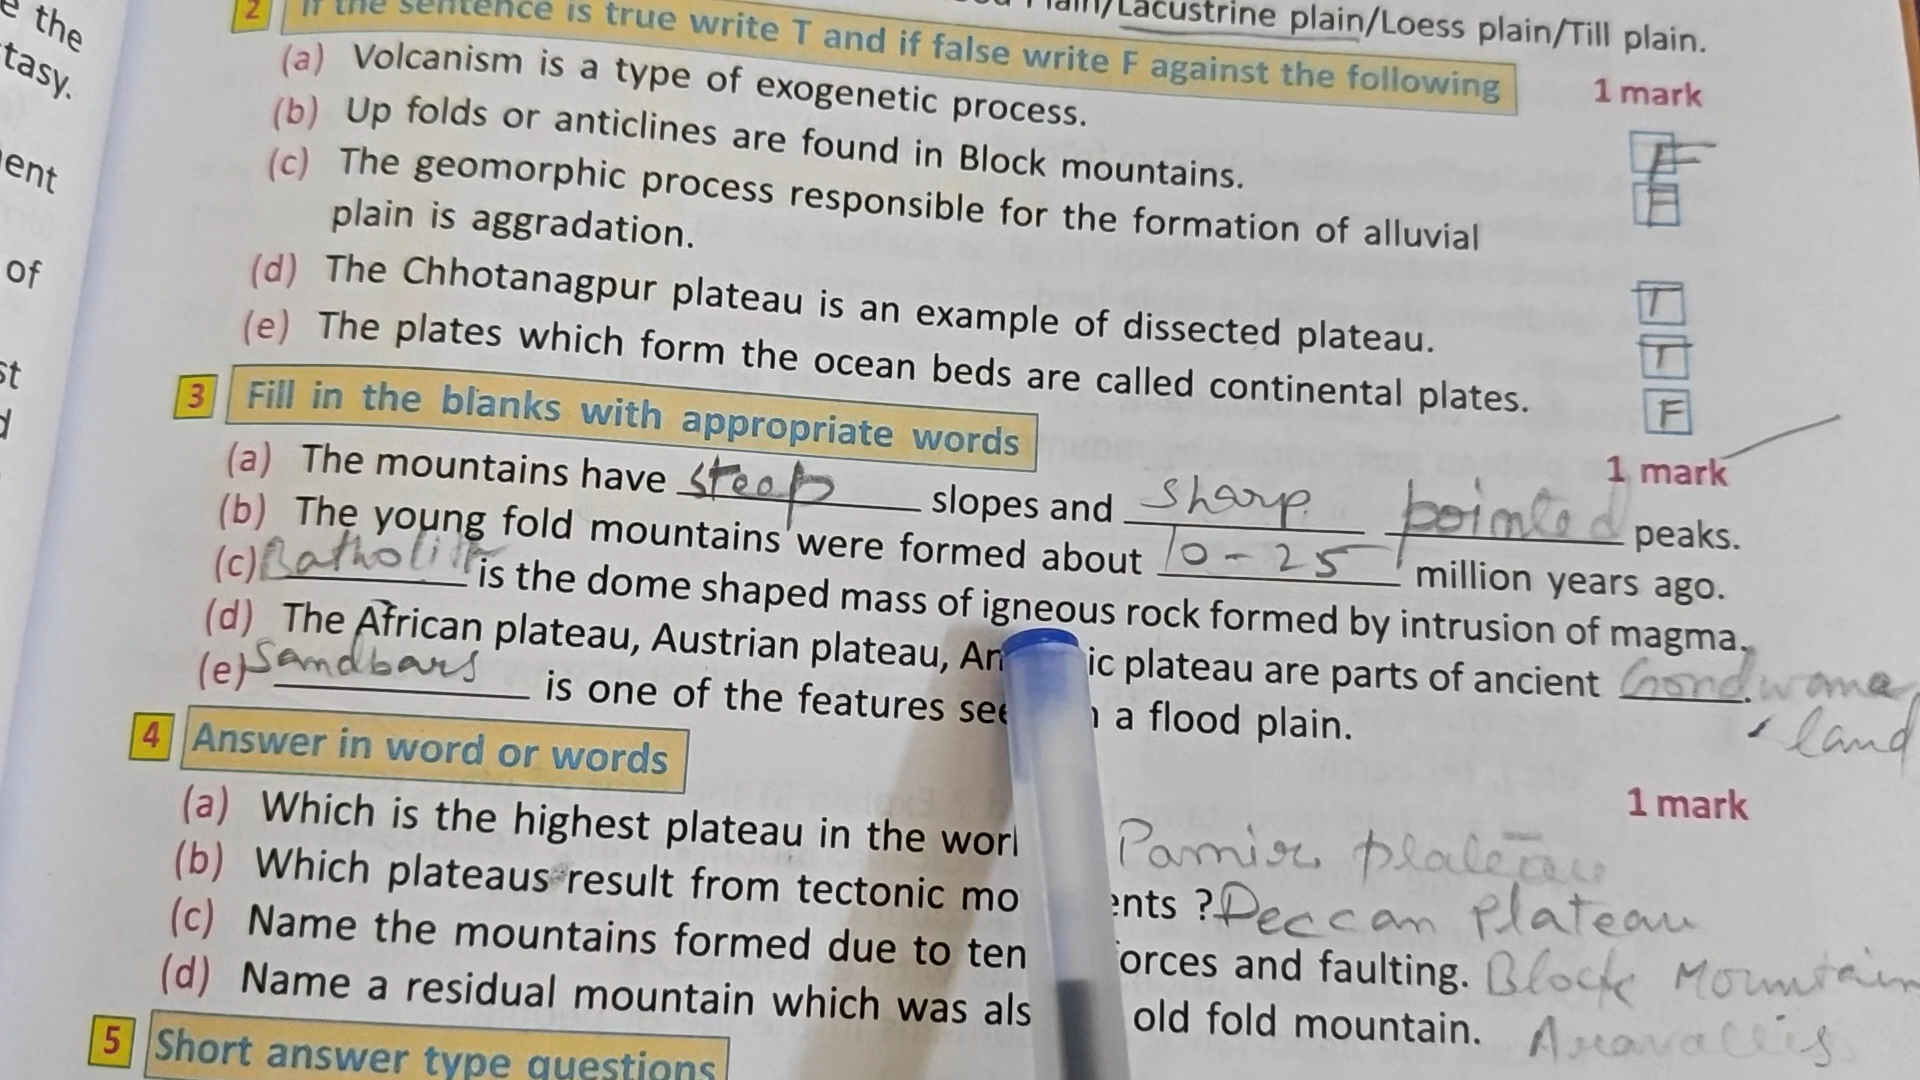 e the
tasy.
ent
of
st
Lacustrine plain/Loess plain/Till plain.
2 If the sentence is true write T and if false write F against the following 1 mark
(a) Volcanism is a type of exogenetic process. F
(b) Up folds or anticlines are found in Block mountains. F
(c) The geomorphic process responsible for the formation of alluvial
plain is aggradation. T
(d) The Chhotanagpur plateau is an example of dissected plateau. T
(e) The plates which form the ocean beds are called continental plates. F
3 Fill in the blanks with appropriate words 1 mark
(a) The mountains have steep slopes and sharp pointed peaks.
(b) The young fold mountains were formed about 10-25 million years ago.
(c) Batholith is the dome shaped mass of igneous rock formed by intrusion of magma.
(d) The African plateau, Austrian plateau, An ic plateau are parts of ancient Gondwana
land
(e) Sandbars is one of the features see a flood plain.
4 Answer in word or words 1 mark
(a) Which is the highest plateau in the worl Pamir plateau
(b) Which plateaus result from tectonic mo ents ? Deccan Plateau
(c) Name the mountains formed due to ten orces and faulting. Block Mountain
(d) Name a residual mountain which was als old fold mountain. Aravallis
5 Short answer type questions